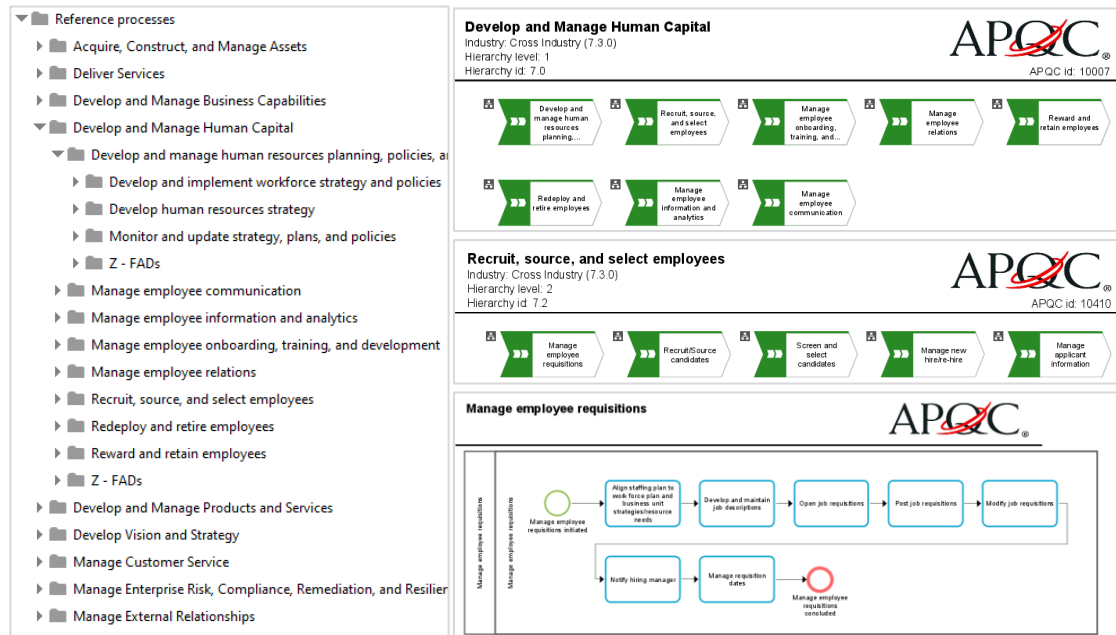 Reference processes
Acquire, Construct, and Manage Assets
Deliver Services
Develop and Manage Business Capabilities
Develop and Manage Human Capital
Develop and manage human resources planning, policies, a
Develop and implement workforce strategy and policies
Develop human resources strategy
Monitor and update strategy, plans, and policies
Z - FADs
Manage employee communication
Manage employee information and analytics
Manage employee onboarding, training, and development
Manage employee relations
Recruit, source, and select employees
Redeploy and retire employees
Reward and retain employees
Z - FADs
Develop and Manage Products and Services
Develop Vision and Strategy
Manage Customer Service
Manage Enterprise Risk, Compliance, Remediation, and Resilier
Manage External Relationships
Develop and Manage Human Capital
Industry: Cross Industry (7.3.0)
Hierarchy level: 1
Hierarchy id: 7.0
APQC®
APQC id: 10007
Develop and
manage human
resources
planning,...
Recruit, source,
and select
employees
Manage
employee
onboarding,
training, and...
Manage
employee
relations
Reward and
retain employees
Redeploy and
retire employees
Manage
employee
information and
analytics
Manage
employee
communication
Recruit, source, and select employees
Industry: Cross Industry (7.3.0)
Hierarchy level: 2
Hierarchy id: 7.2
APQC®
APQC id: 10410
Manage
employee
requisitions
Recruit/Source
candidates
Screen and
select
candidates
Manage new
hire/re-hire
Manage
applicant
information
Manage employee requisitions
APQC®
Manage employee requisitions
Manage employee requisitions
Manage employee
requisitions initiated
Align staffing plan to
work force plan and
business unit
strategies/resource
needs
Develop and maintain
job descriptions
Open job requisitions
Post job requisitions
Modify job requisitions
Notify hiring manager
Manage requisition
dates
Manage employee
requisitions
concluded